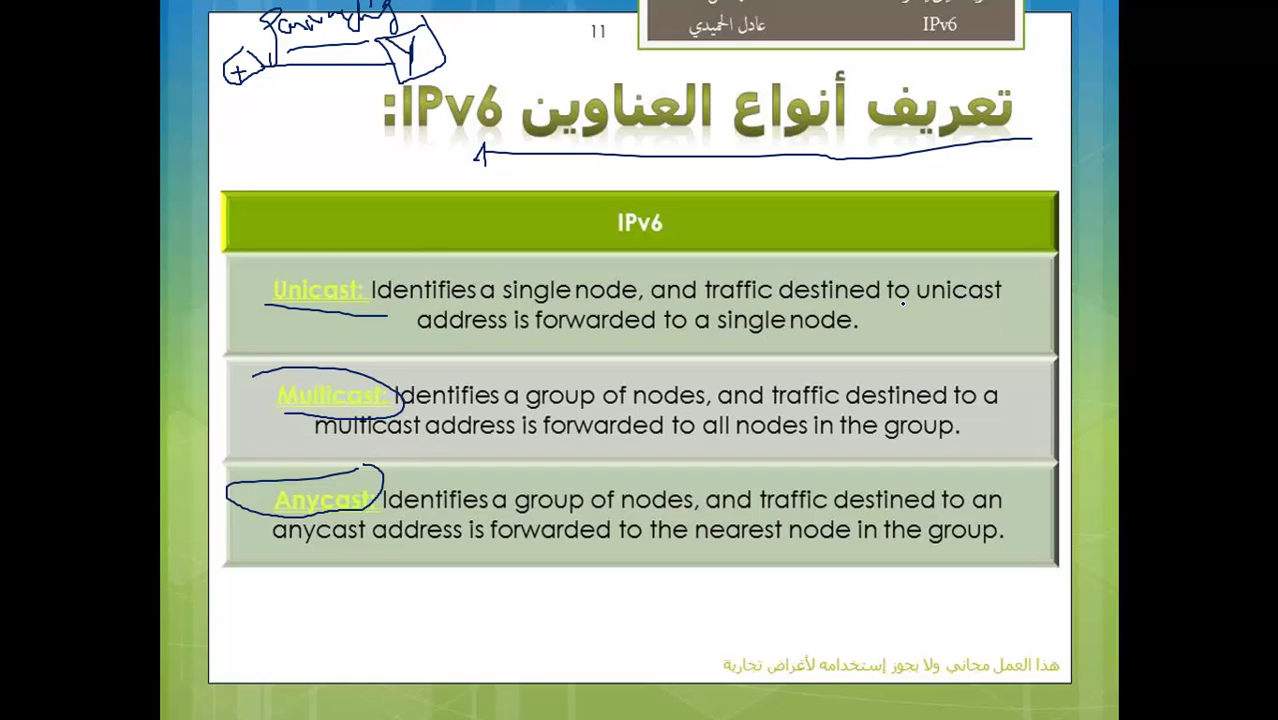 11
عادل الحميدي
IPv6
تعريف أنواع العناوين IPv6:
IPv6
Unicast: Identifies a single node, and traffic destined to unicast
address is forwarded to a single node.
Multicast: Identifies a group of nodes, and traffic destined to a
multicast address is forwarded to all nodes in the group.
Anycast: Identifies a group of nodes, and traffic destined to an
anycast address is forwarded to the nearest node in the group.
هذا العمل مجاني ولا يجوز إستخدامه لأغراض تجارية